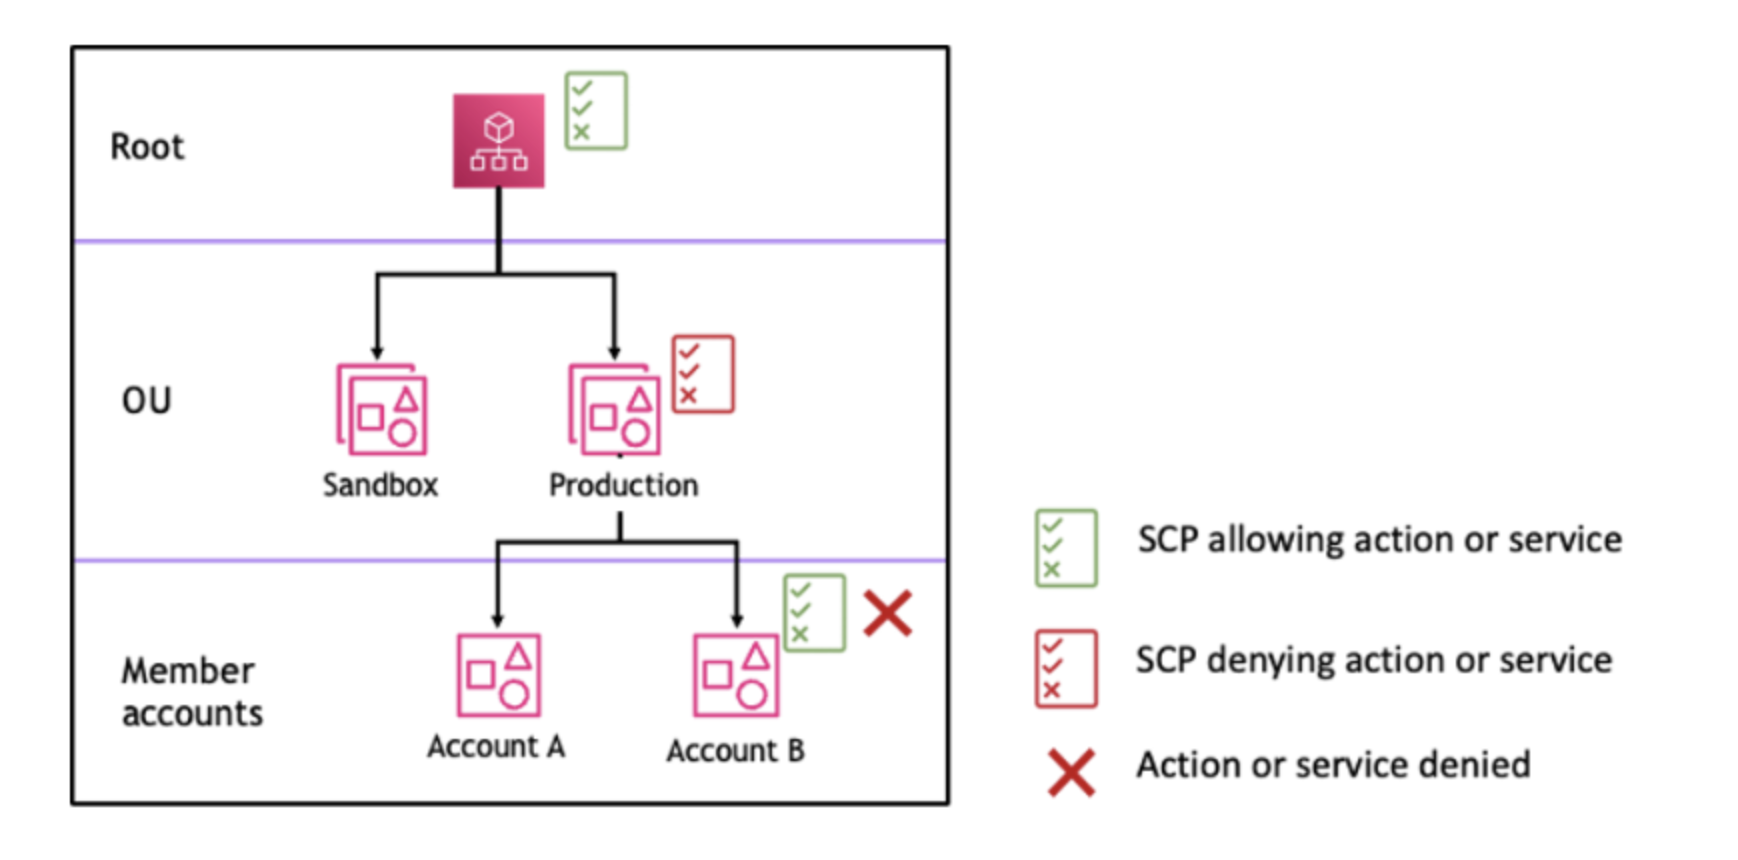 Root
OU
Sandbox
Production
Member
accounts
Account A
Account B
SCP allowing action or service
SCP denying action or service
Action or service denied